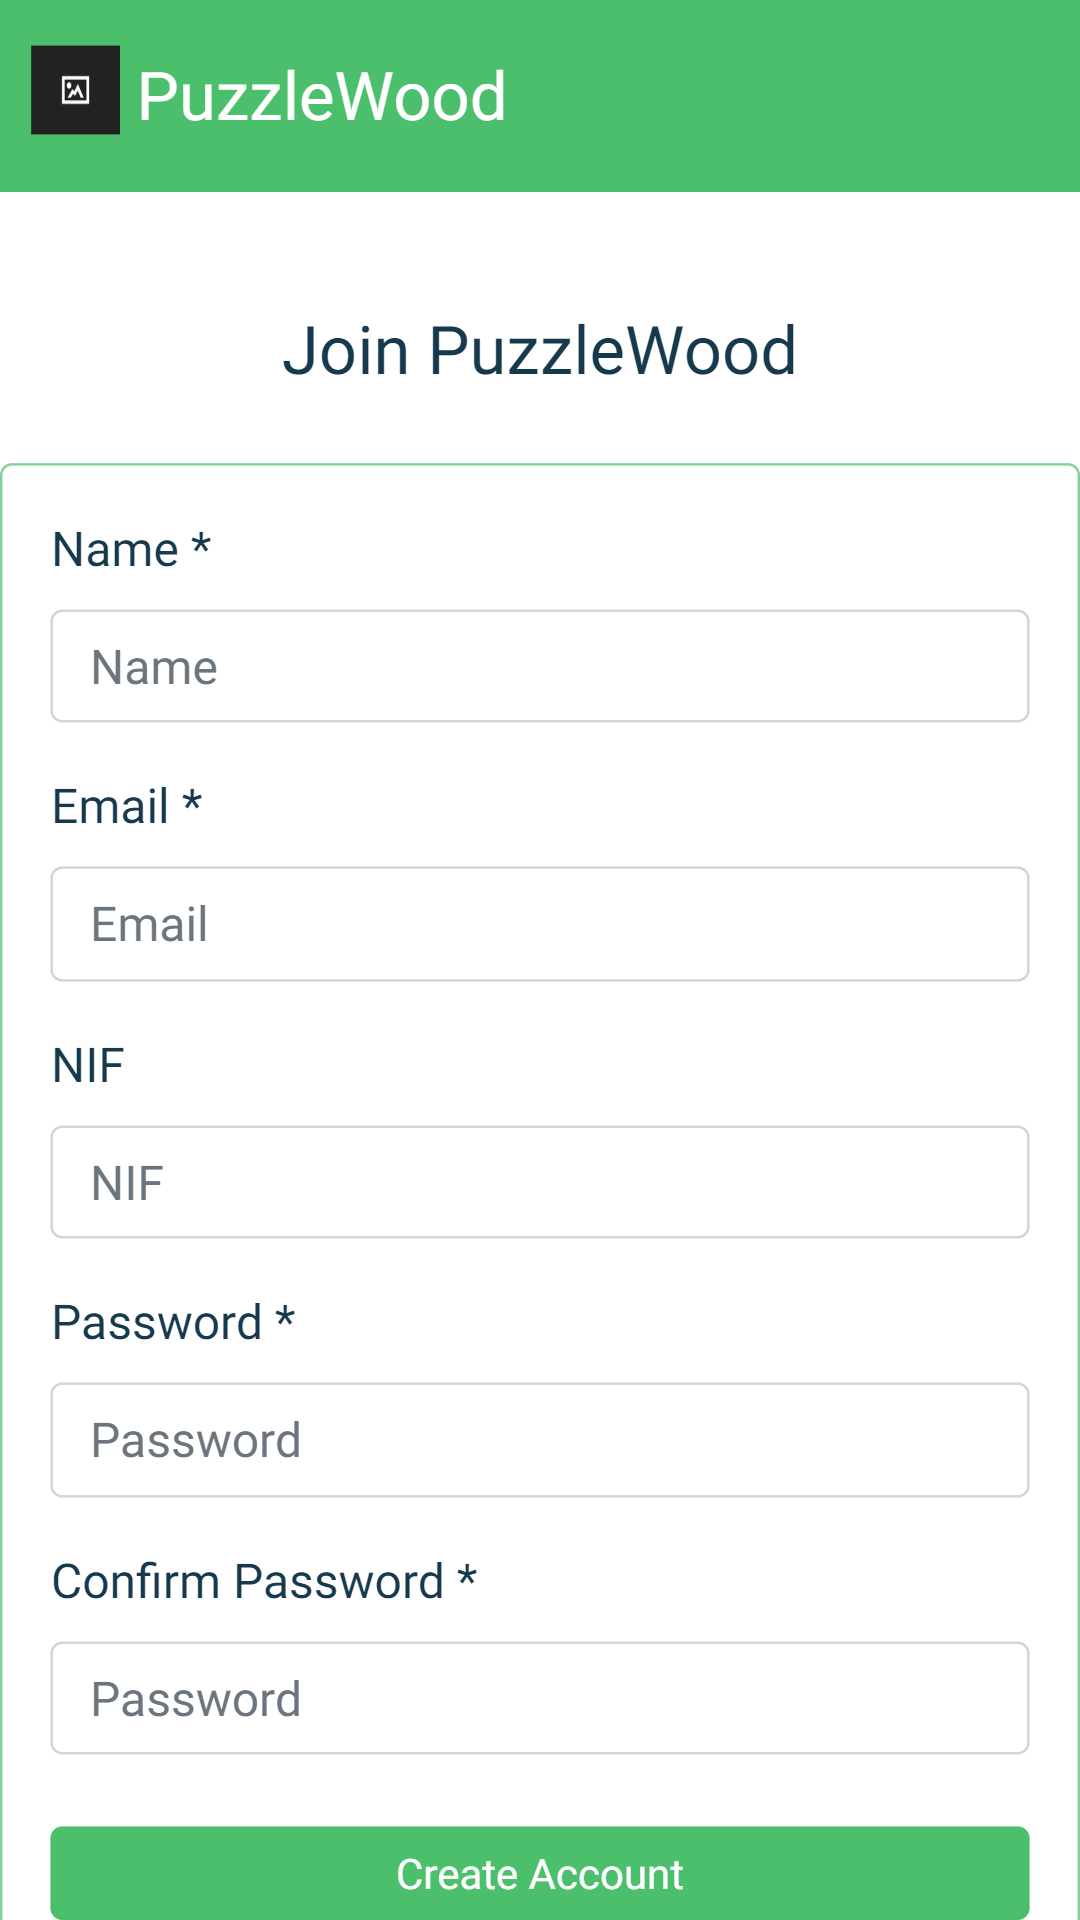 PuzzleWood
Join PuzzleWood
Name *
Name
Email *
Email
NIF
NIF
Password *
Password
Confirm Password *
Password
Create Account